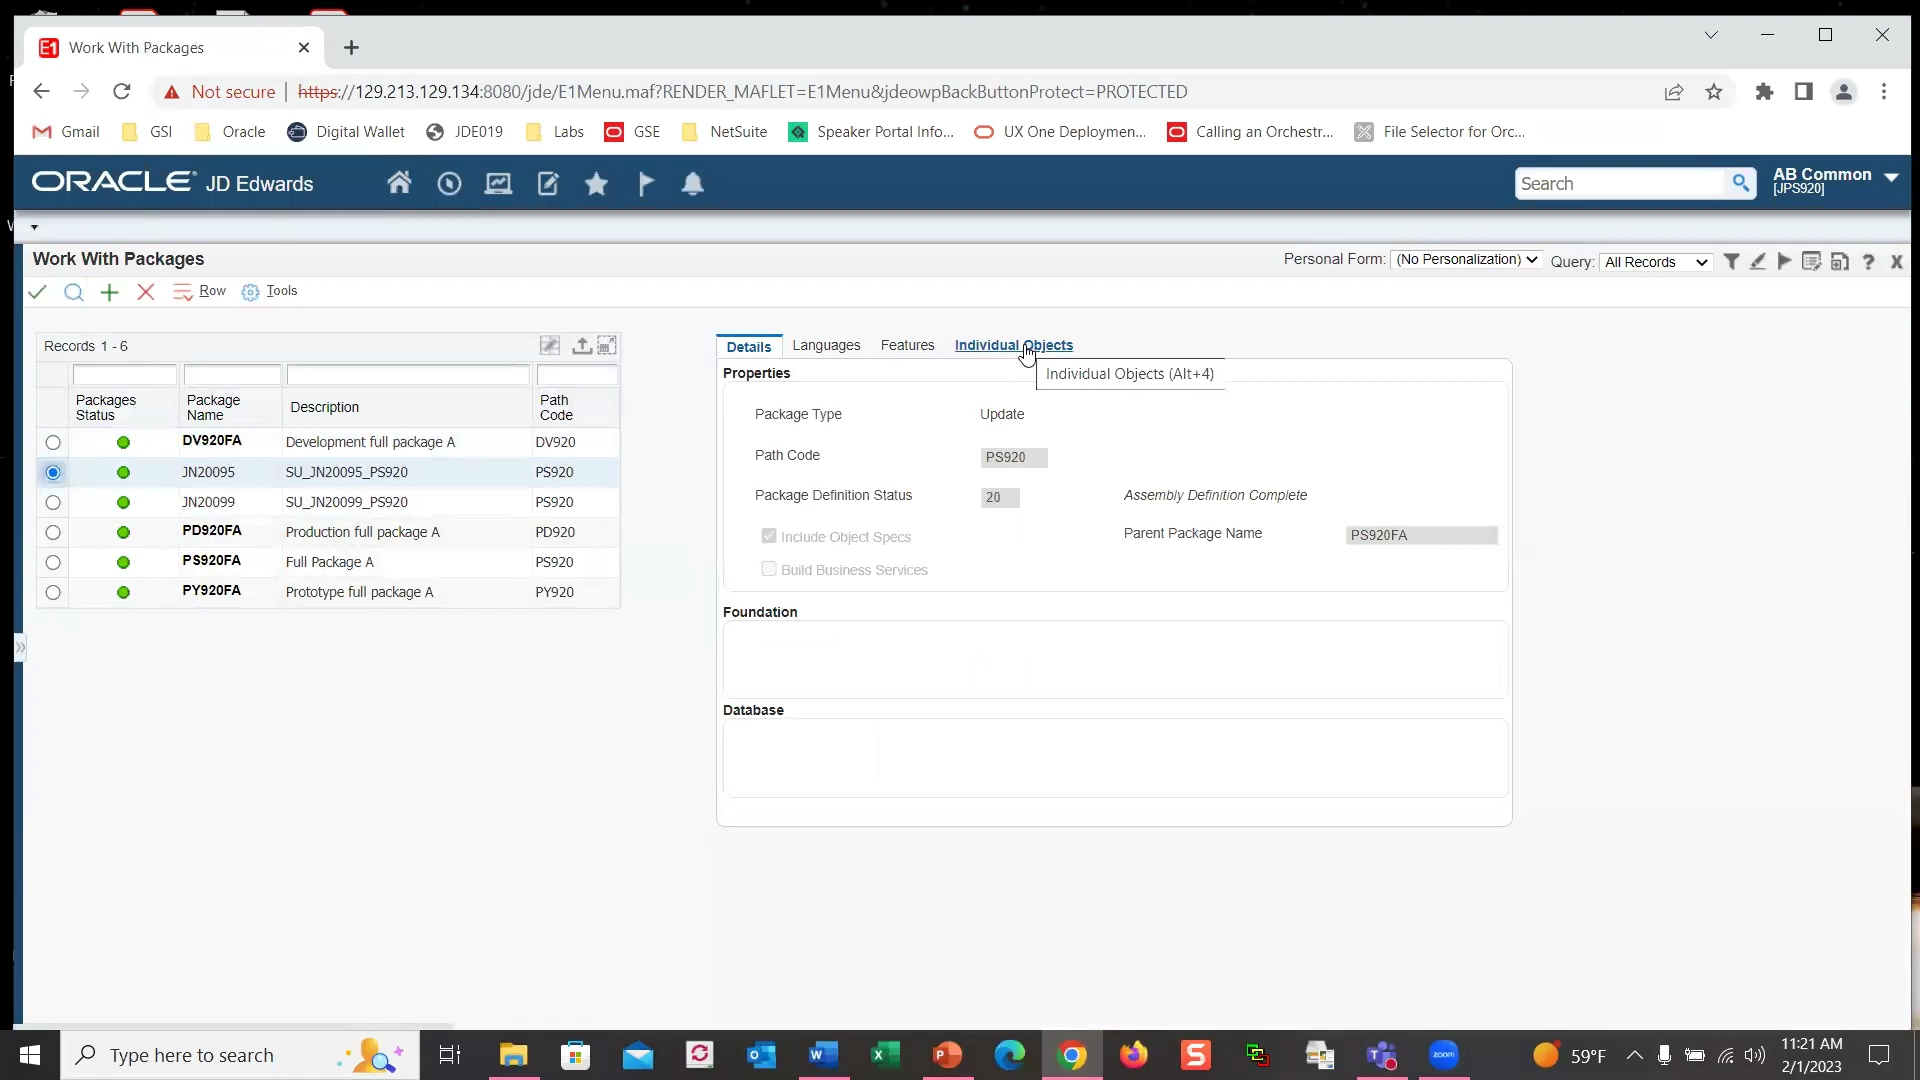 Work With Packages
Not secure | https://129.213.129.134:8080/jde/E1Menu.maf?RENDER_MAFLET=E1Menu&jdeowpBackButtonProtect=PROTECTED
Gmail GSI Oracle Digital Wallet JDE019 Labs GSE NetSuite Speaker Portal Info... UX One Deploymen... Calling an Orchestr... File Selector for Orc...
ORACLE JD Edwards Search AB Common
[JPS920]
Work With Packages Personal Form: (No Personalization) Query: All Records
Row Tools
Records 1 - 6
Packages Status Package Name Description Path Code
DV920FA Development full package A DV920
JN20095 SU_JN20095_PS920 PS920
JN20099 SU_JN20099_PS920 PS920
PD920FA Production full package A PD920
PS920FA Full Package A PS920
PY920FA Prototype full package A PY920
Details Languages Features Individual Objects
Individual Objects (Alt+4)
Properties
Package Type Update
Path Code PS920
Package Definition Status 20 Assembly Definition Complete
Include Object Specs Parent Package Name PS920FA
Build Business Services
Foundation
Database
Type here to search
59°F
11:21 AM
2/1/2023